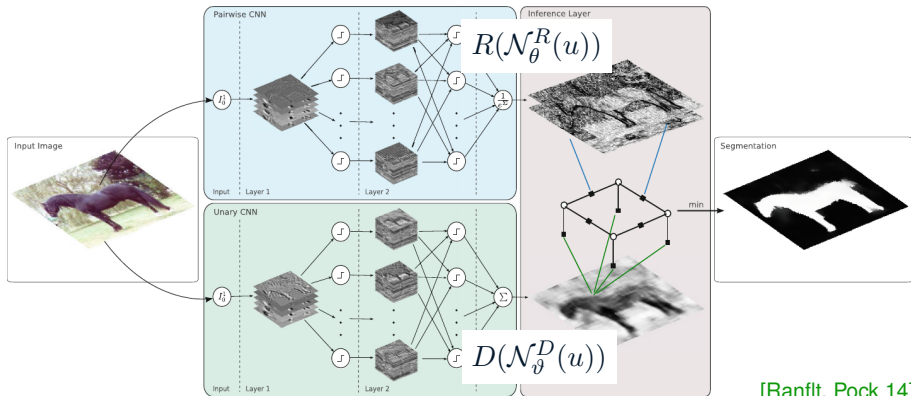 Pairwise CNN
Inference Layer
R(𝒩_θ^R(u))
Input Image
Input
Layer 1
Layer 2
Segmentation
min
Unary CNN
Σ
D(𝒩_ϑ^D(u))
Input
Layer 1
Layer 2
[Ranftl, Pock 14]